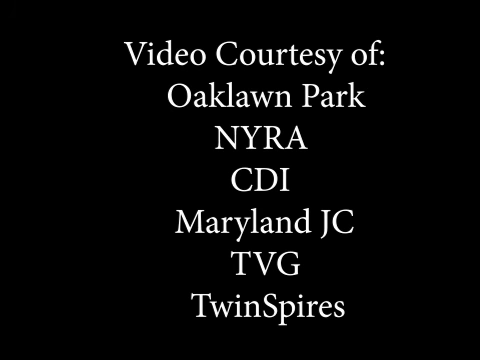 Video Courtesy of:
Oaklawn Park
NYRA
CDI
Maryland JC
TVG
TwinSpires